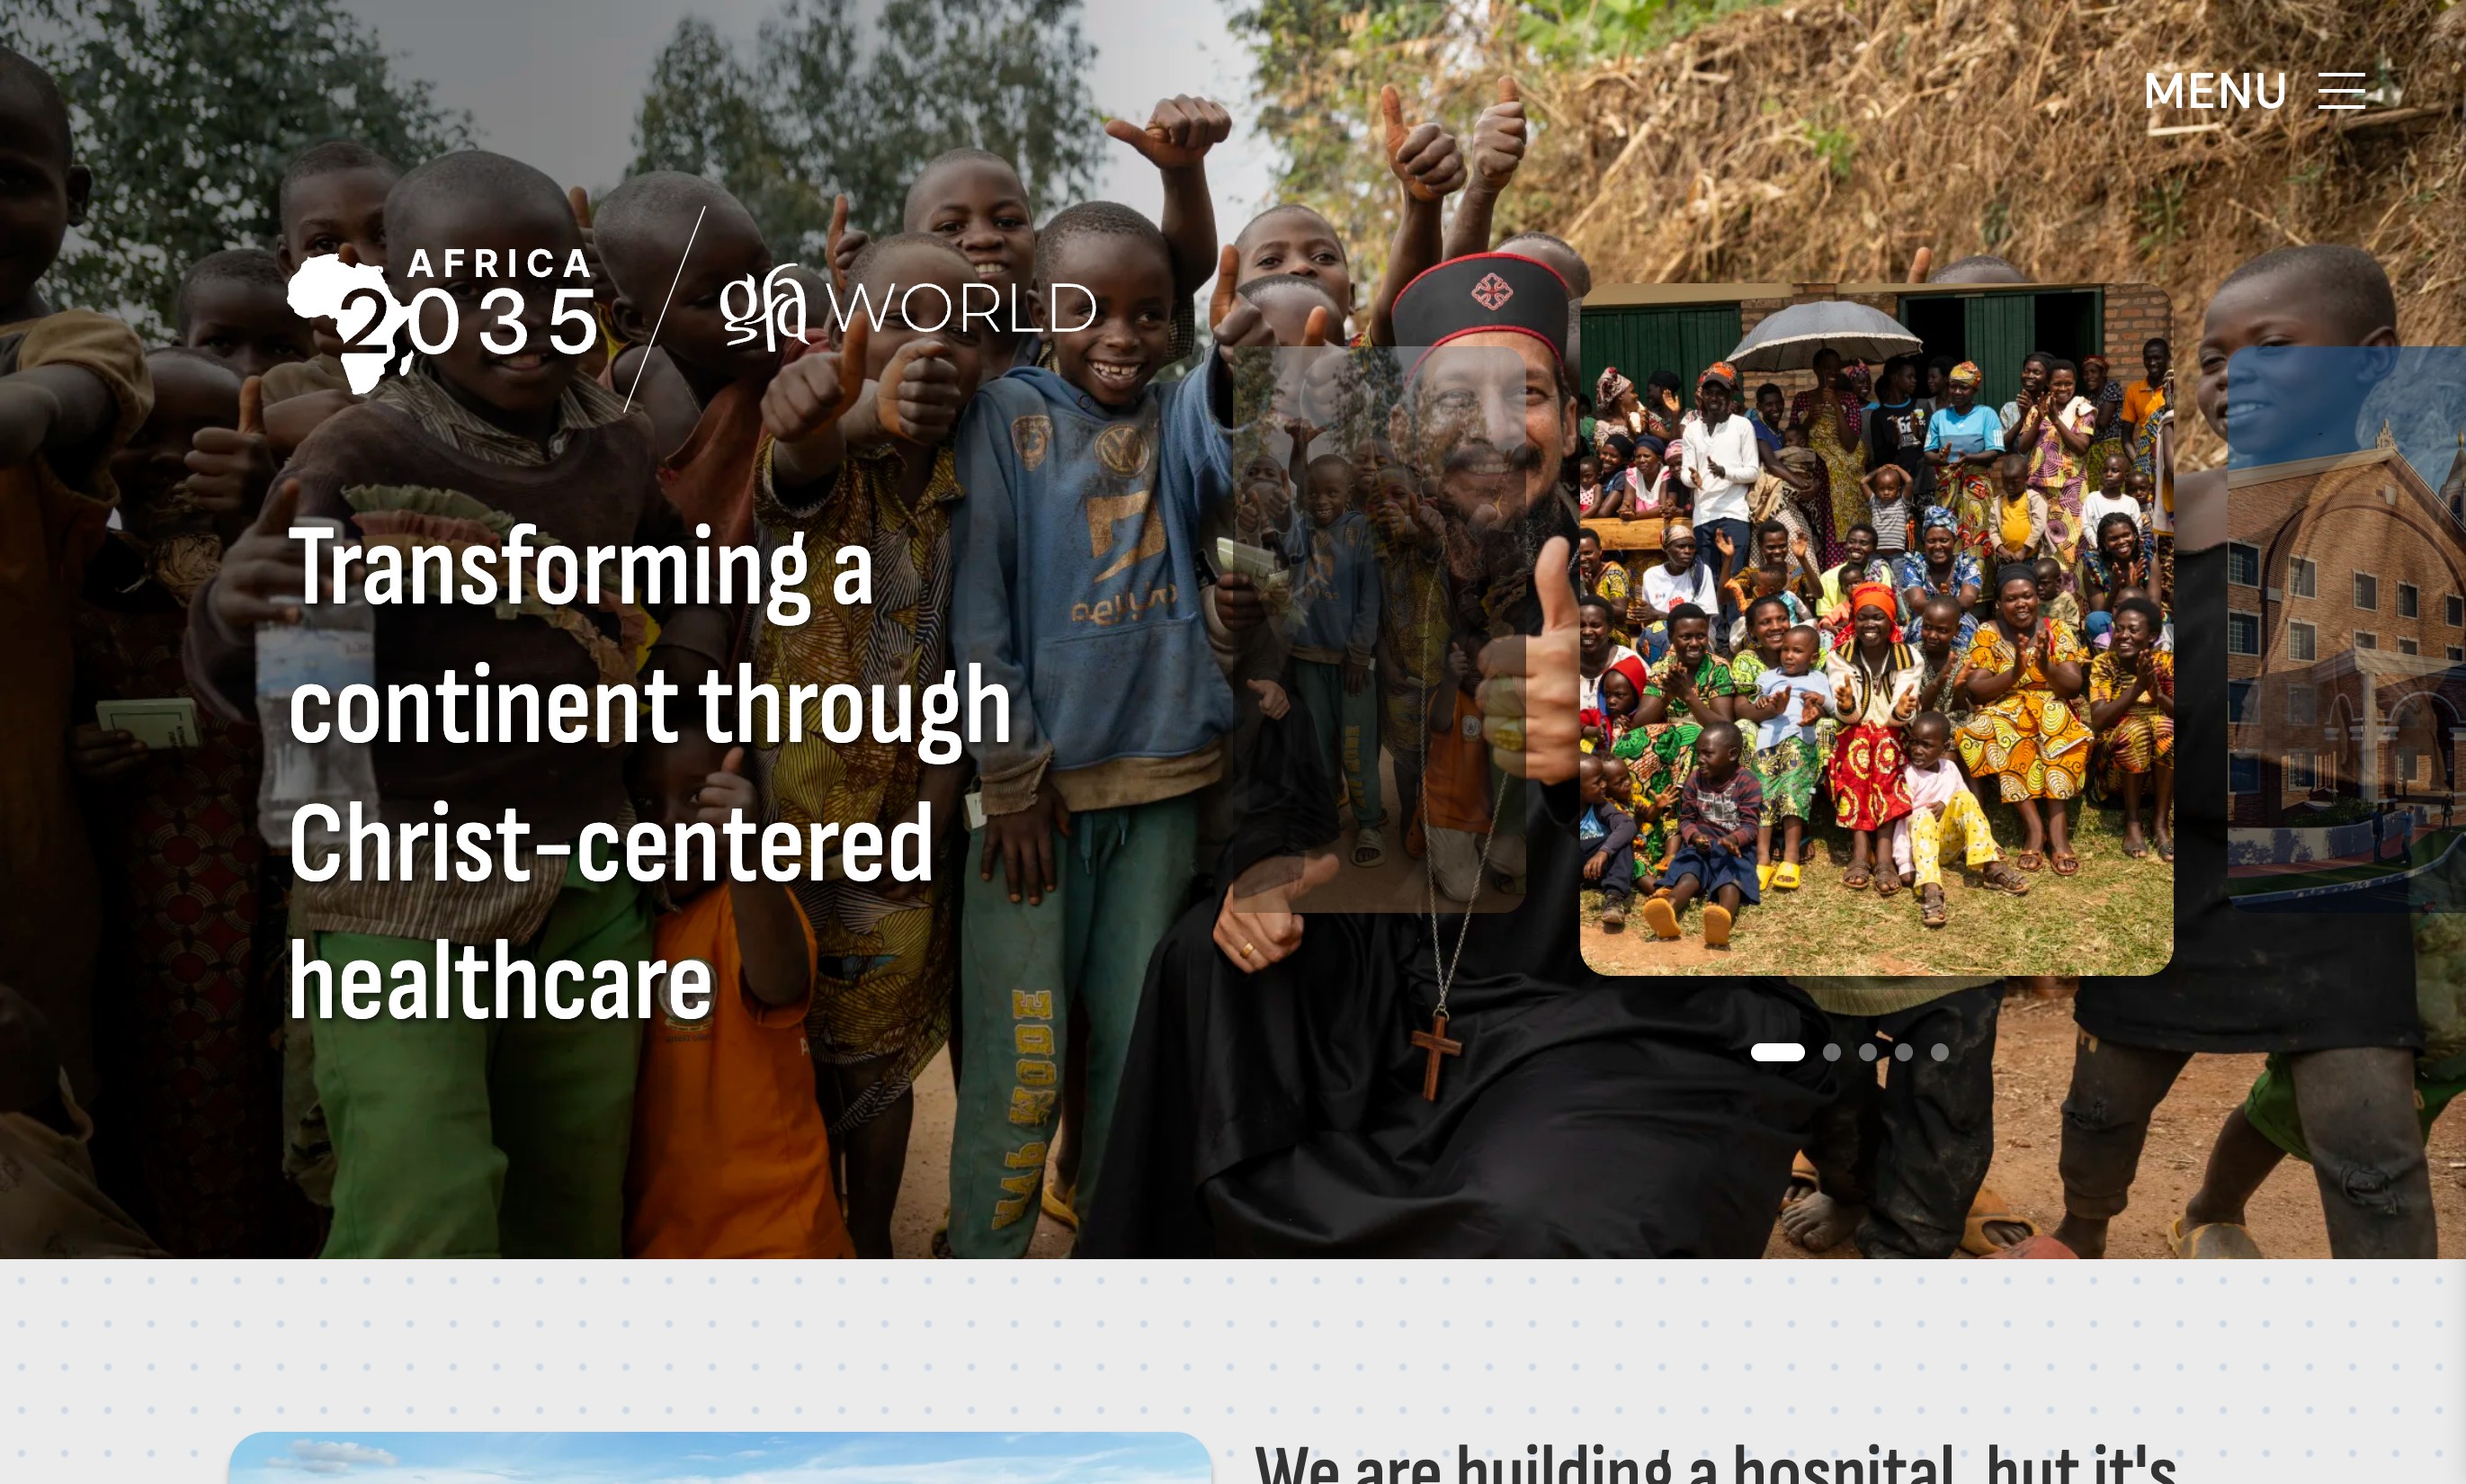 MENU
AFRICA
2035
gfa WORLD
Transforming a
continent through
Christ-centered
healthcare
We are building a hospital, but it's